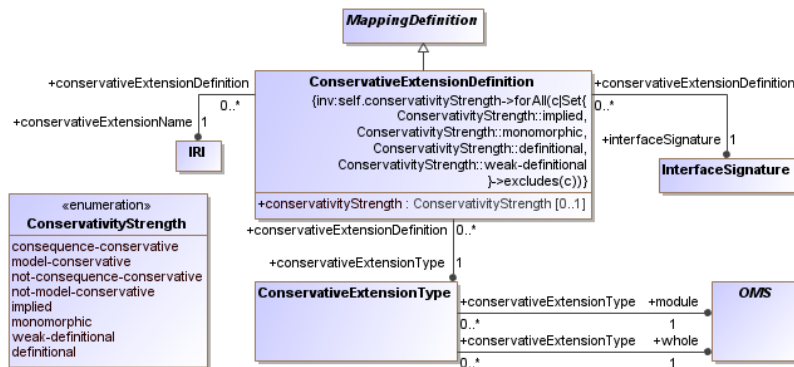 MappingDefinition
+conservativeExtensionDefinition
0..*
+conservativeExtensionName
1
IRI
ConservativeExtensionDefinition
{inv:self.conservativityStrength->forAll(c|Set{
ConservativityStrength::implied,
ConservativityStrength::monomorphic,
ConservativityStrength::definitional,
ConservativityStrength::weak-definitional
}->excludes(c))}
+conservativityStrength : ConservativityStrength [0..1]
+conservativeExtensionDefinition
0..*
+interfaceSignature
1
InterfaceSignature
«enumeration»
ConservativityStrength
consequence-conservative
model-conservative
not-consequence-conservative
not-model-conservative
implied
monomorphic
weak-definitional
definitional
+conservativeExtensionDefinition
0..*
+conservativeExtensionType
1
ConservativeExtensionType
+conservativeExtensionType +module
0..* 1
+conservativeExtensionType +whole
0..* 1
OMS